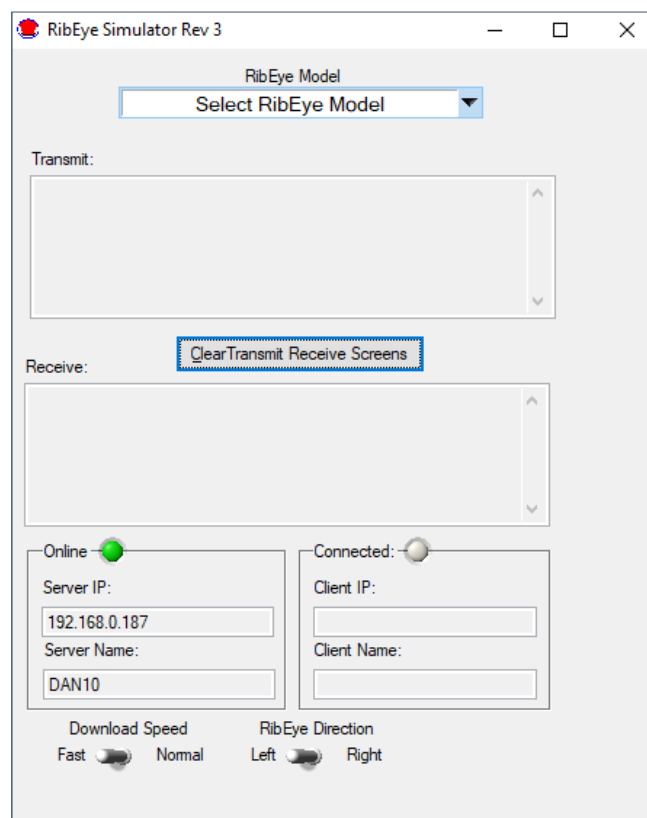 RibEye Simulator Rev 3
RibEye Model
Select RibEye Model
Transmit:
ClearTransmit Receive Screens
Receive:
Online
Connected:
Server IP:
Client IP:
192.168.0.187
Server Name:
Client Name:
DAN10
Download Speed
RibEye Direction
Fast Normal
Left Right